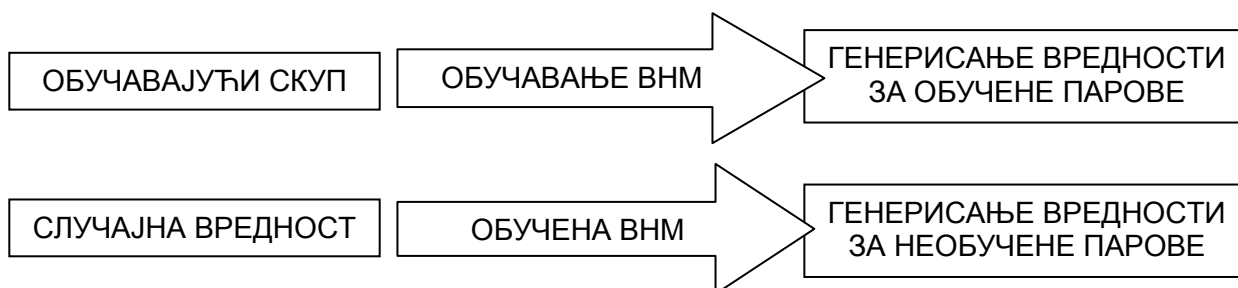 ОБУЧАВАЈУЋИ СКУП
ОБУЧАВАЊЕ ВНМ
ГЕНЕРИСАЊЕ ВРЕДНОСТИ
ЗА ОБУЧЕНЕ ПАРОВЕ
СЛУЧАЈНА ВРЕДНОСТ
ОБУЧЕНА ВНМ
ГЕНЕРИСАЊЕ ВРЕДНОСТИ
ЗА НЕОБУЧЕНЕ ПАРОВЕ